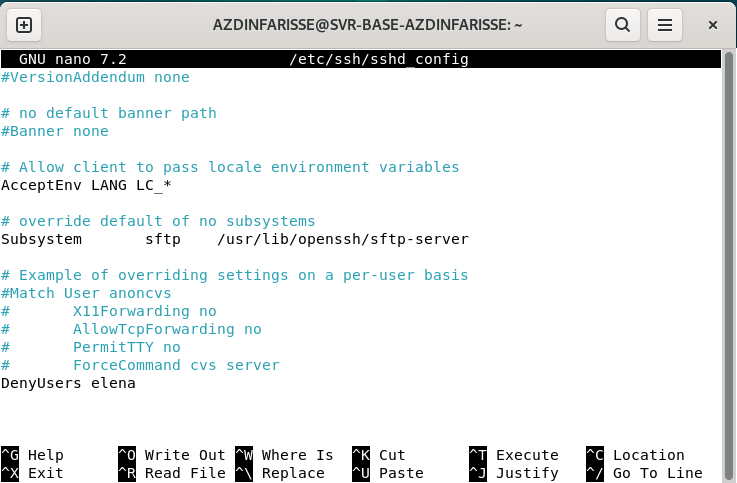 AZDINFARISSE@SVR-BASE-AZDINFARISSE: ~
GNU nano 7.2 /etc/ssh/sshd_config
#VersionAddendum none
# no default banner path
#Banner none
# Allow client to pass locale environment variables
AcceptEnv LANG LC_*
# override default of no subsystems
Subsystem sftp /usr/lib/openssh/sftp-server
# Example of overriding settings on a per-user basis
#Match User anoncvs
# X11Forwarding no
# AllowTcpForwarding no
# PermitTTY no
# ForceCommand cvs server
DenyUsers elena
^G Help ^O Write Out ^W Where Is ^K Cut ^T Execute ^C Location
^X Exit ^R Read File ^\ Replace ^U Paste ^J Justify ^/ Go To Line